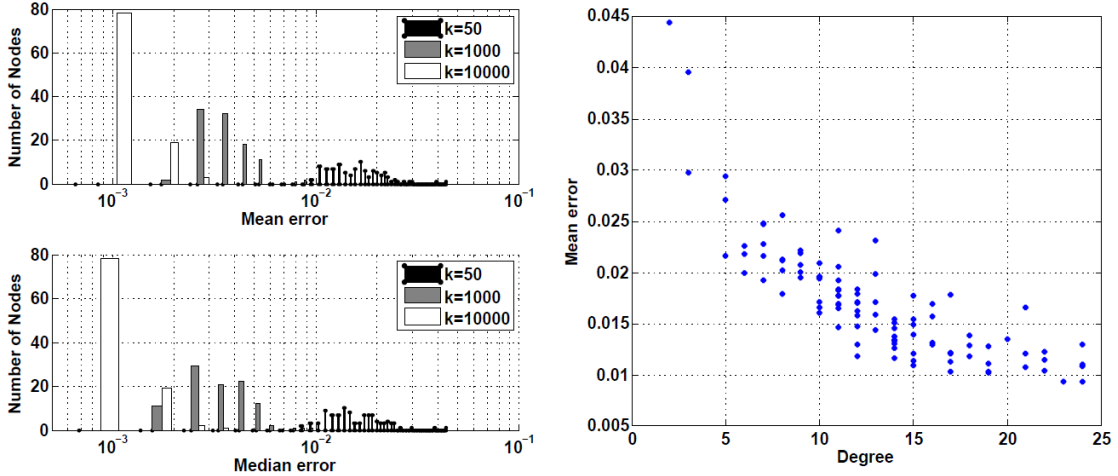 80
60
40
20
0
Number of Nodes
k=50
k=1000
k=10000
10−3
10−2
10−1
Mean error
80
60
40
20
0
Number of Nodes
k=50
k=1000
k=10000
10−3
10−2
10−1
Median error
0.045
0.04
0.035
0.03
0.025
0.02
0.015
0.01
0.005
Mean error
0
5
10
15
20
25
Degree